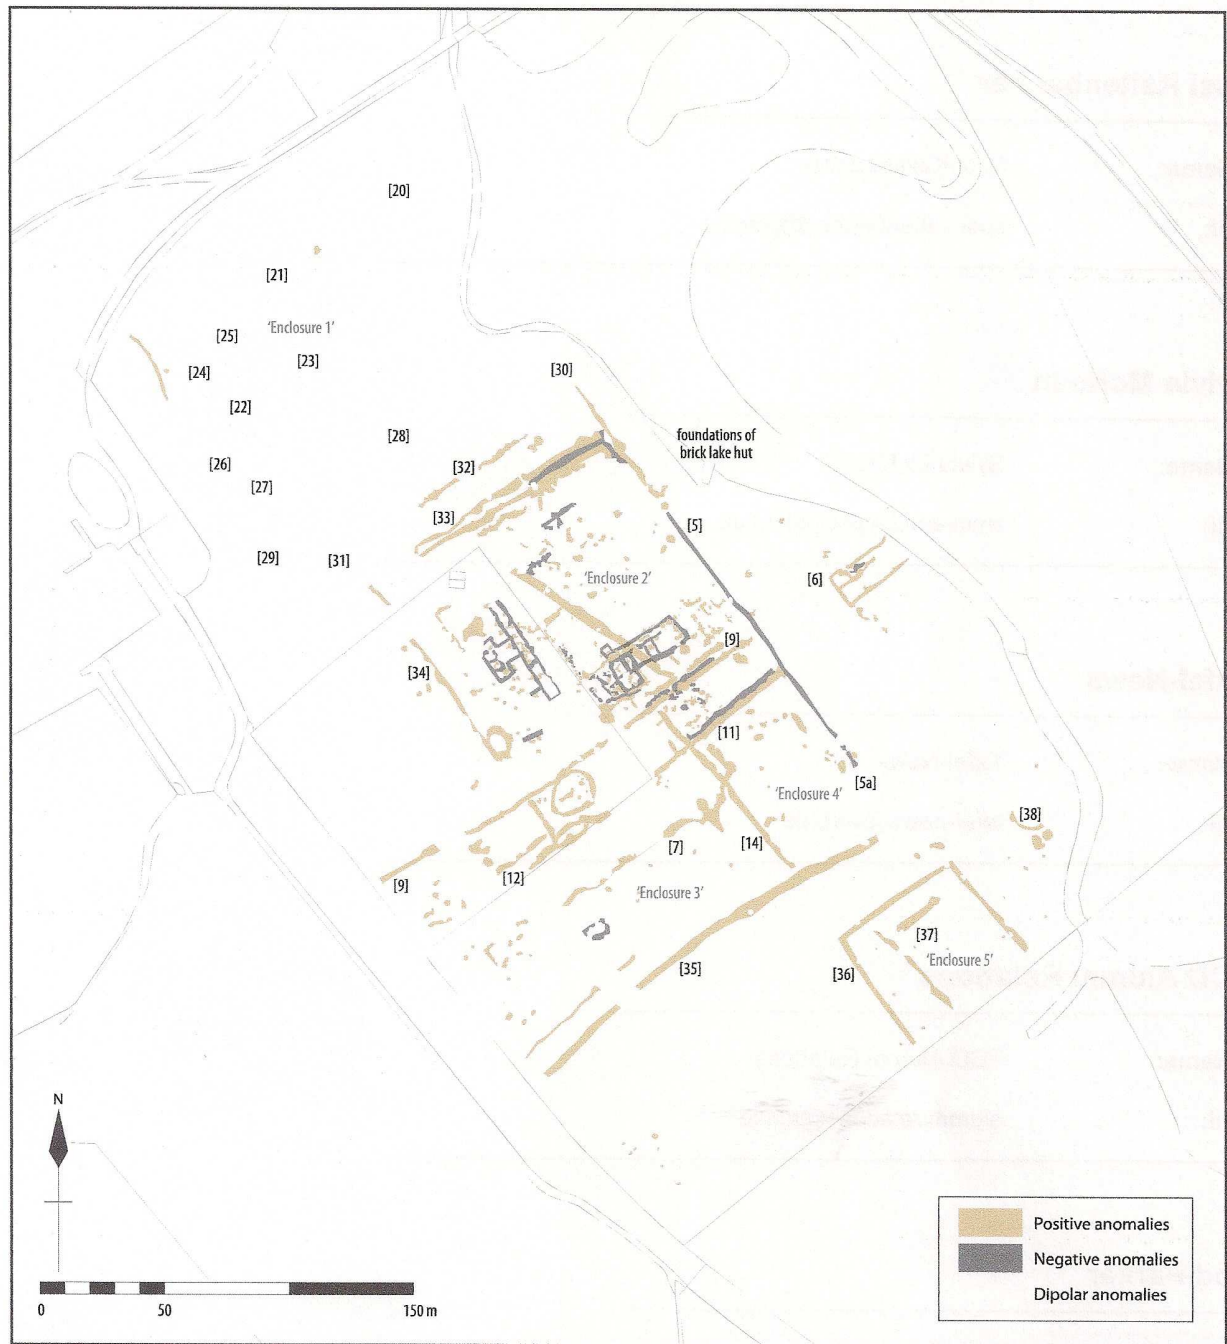 [20]
[21]
'Enclosure 1'
[25]
[23]
[24]
[22]
[30]
[28]
foundations of
brick lake hut
[32]
[26]
[27]
[33]
[5]
[29]
[31]
'Enclosure 2'
[6]
[9]
[34]
[11]
[5a]
'Enclosure 4'
[38]
[7]
[14]
[12]
[9]
'Enclosure 3'
[37]
'Enclosure 5'
[35]
[36]
N
Positive anomalies
Negative anomalies
Dipolar anomalies
0 50 150 m